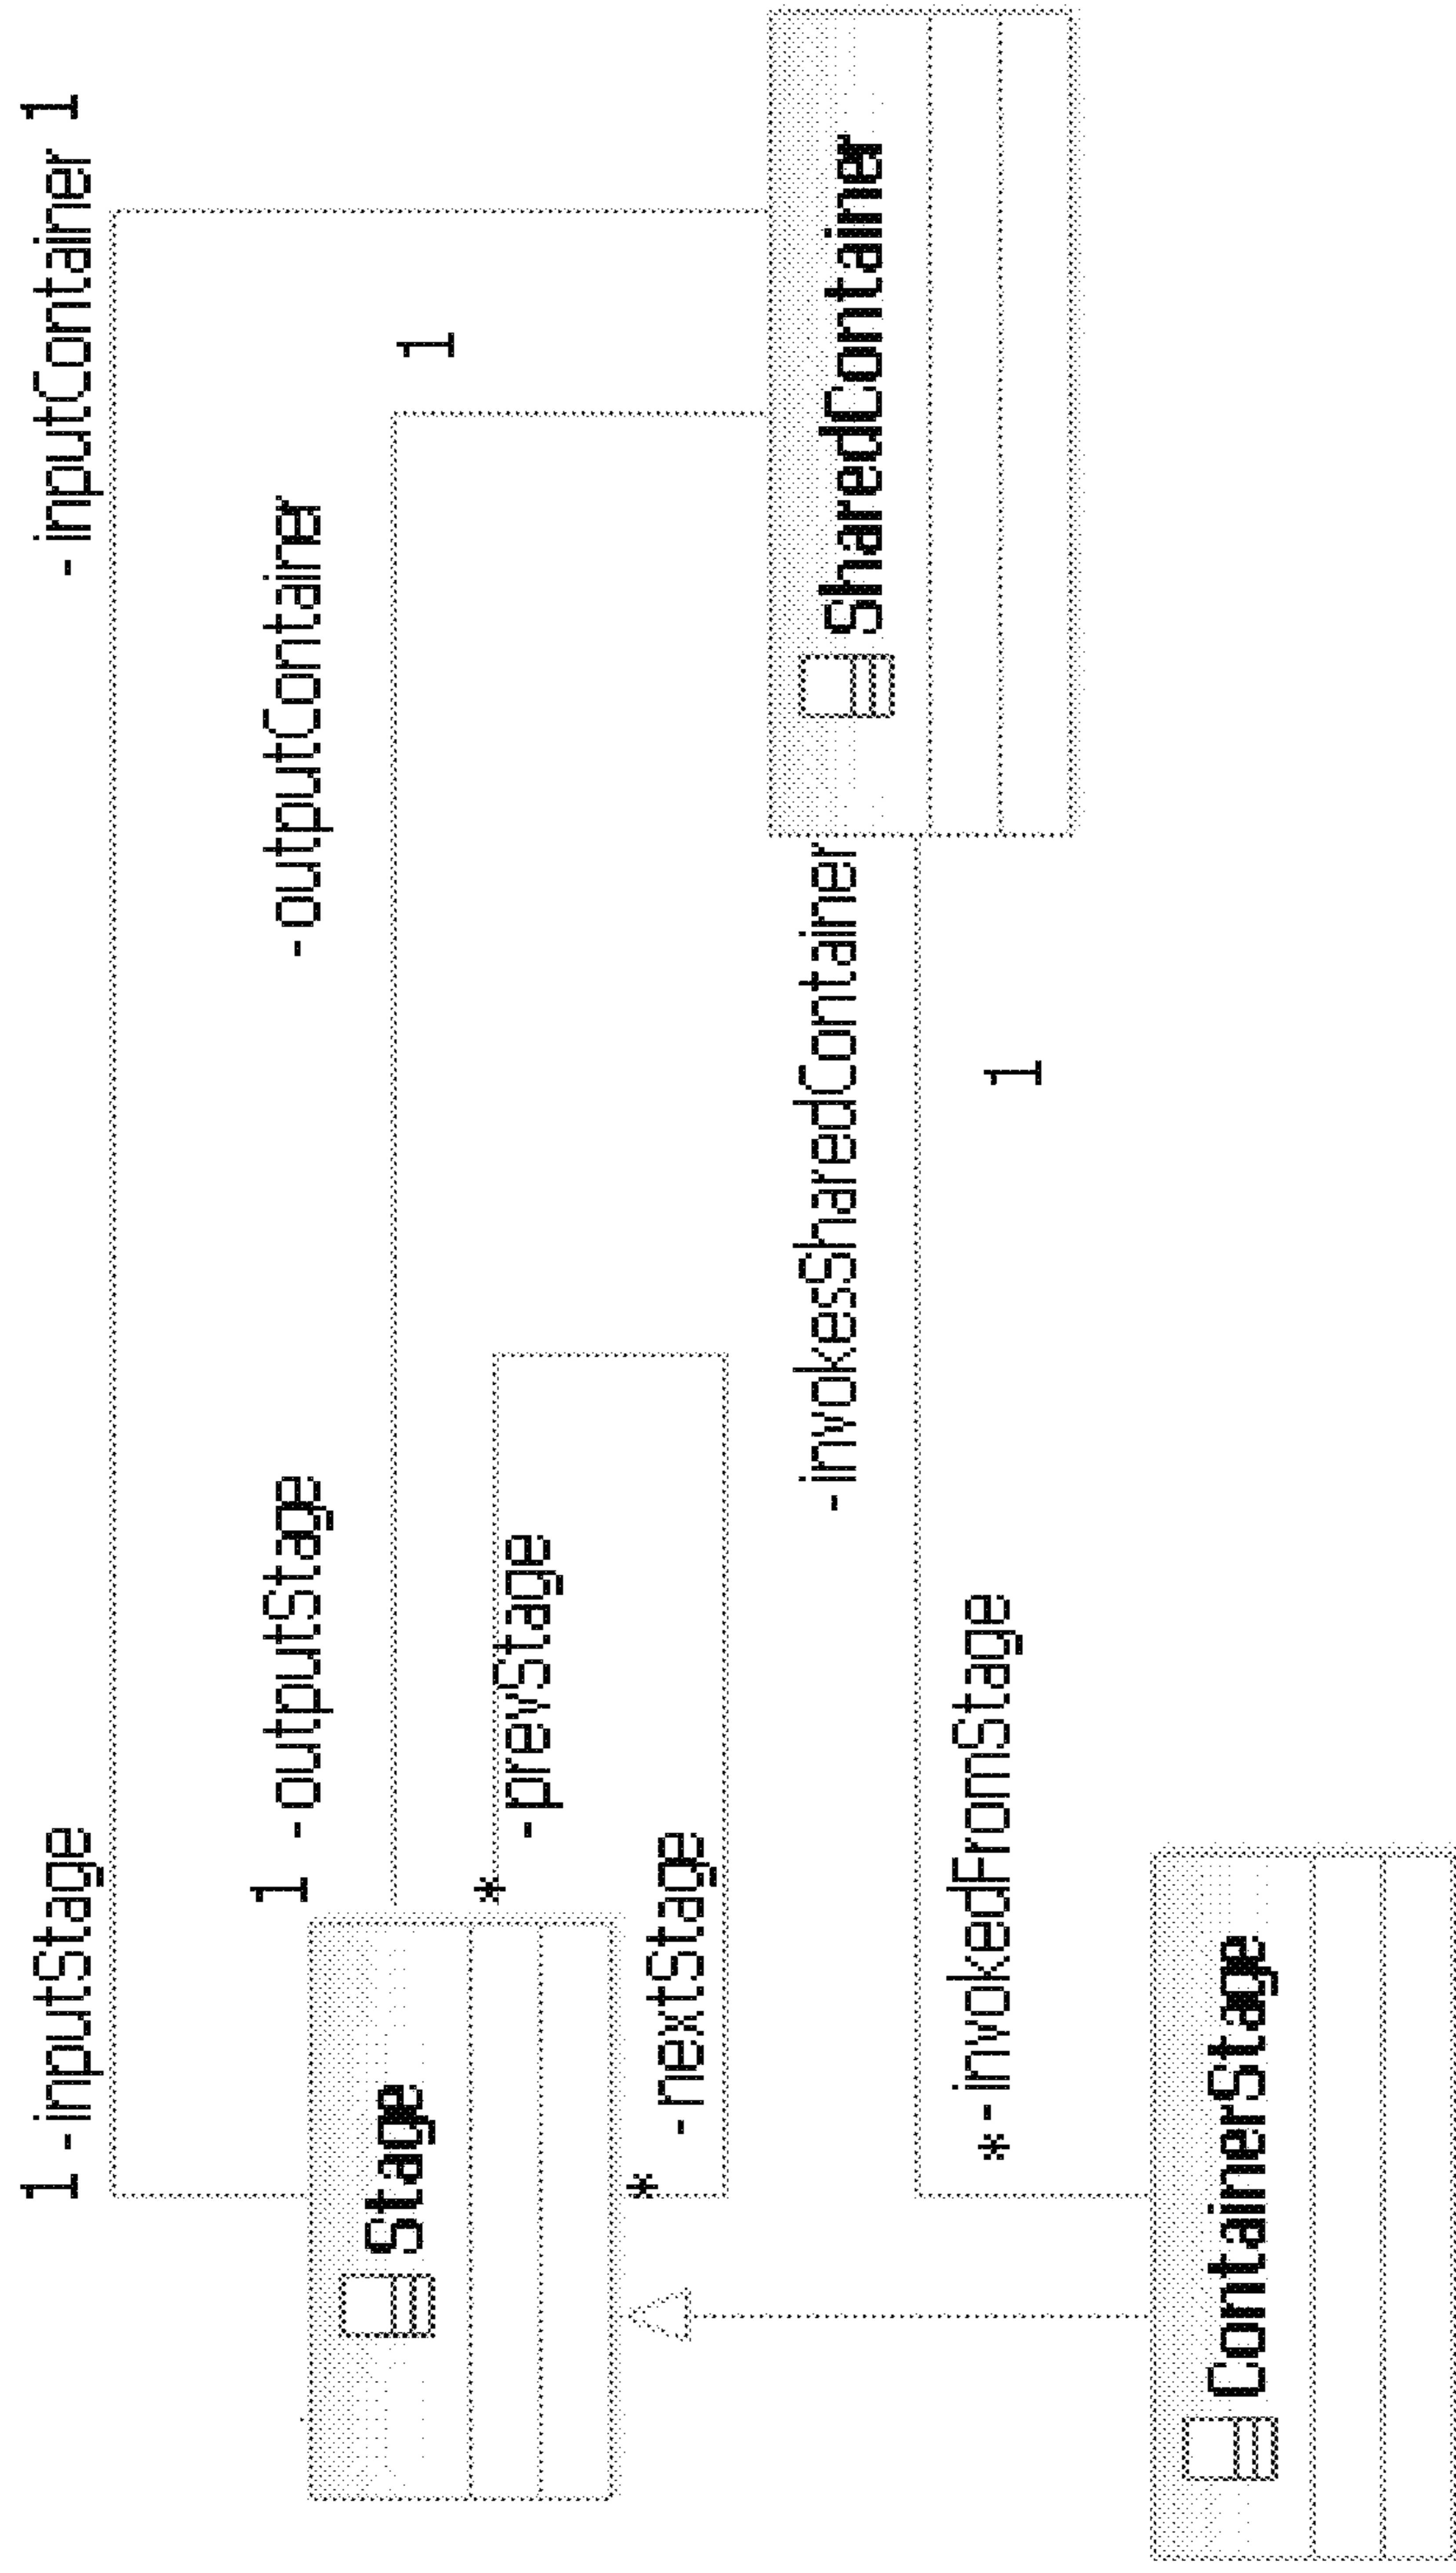 1 -inputStage
-inputContainer 1
1 -outputStage
-outputContainer
1
Stage
* -prevStage
* -nextStage
-invokesSharedContainer
SharedContainer
* -invokedFromStage
1
ContainerStage